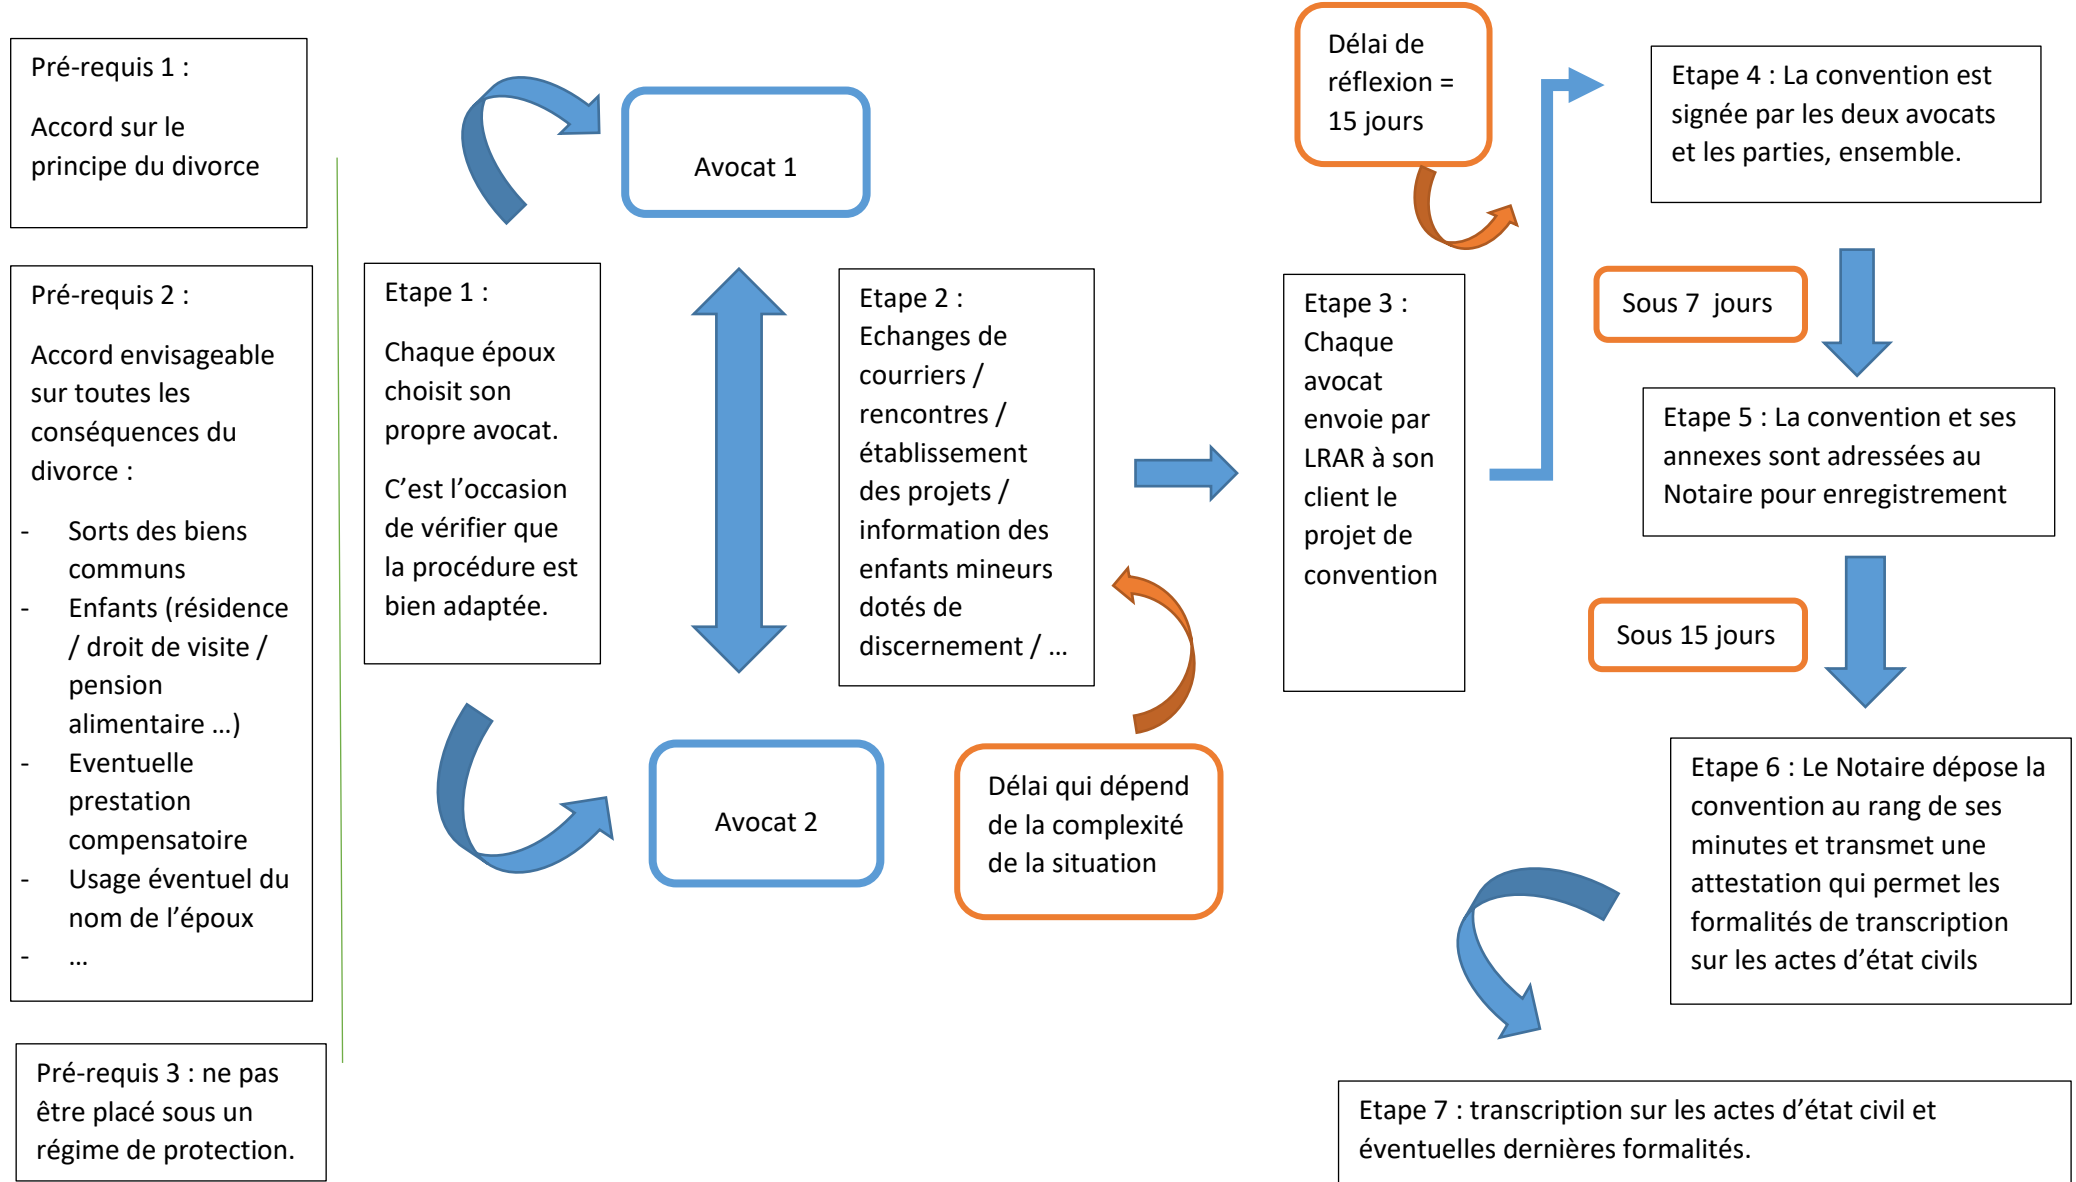 Pré-requis 1 :
Accord sur le
principe du divorce
Pré-requis 2 :
Accord envisageable
sur toutes les
conséquences du
divorce :
- Sorts des biens
communs
- Enfants (résidence
/ droit de visite /
pension
alimentaire …)
- Eventuelle
prestation
compensatoire
- Usage éventuel du
nom de l’époux
- …
Pré-requis 3 : ne pas
être placé sous un
régime de protection.
Etape 1 :
Chaque époux
choisit son
propre avocat.
C’est l’occasion
de vérifier que
la procédure est
bien adaptée.
Avocat 1
Avocat 2
Etape 2 :
Echanges de
courriers /
rencontres /
établissement
des projets /
information des
enfants mineurs
dotés de
discernement / …
Délai qui dépend
de la complexité
de la situation
Etape 3 :
Chaque
avocat
envoie par
LRAR à son
client le
projet de
convention
Délai de
réflexion =
15 jours
Etape 4 : La convention est
signée par les deux avocats
et les parties, ensemble.
Sous 7 jours
Etape 5 : La convention et ses
annexes sont adressées au
Notaire pour enregistrement
Sous 15 jours
Etape 6 : Le Notaire dépose la
convention au rang de ses
minutes et transmet une
attestation qui permet les
formalités de transcription
sur les actes d’état civils
Etape 7 : transcription sur les actes d’état civil et
éventuelles dernières formalités.